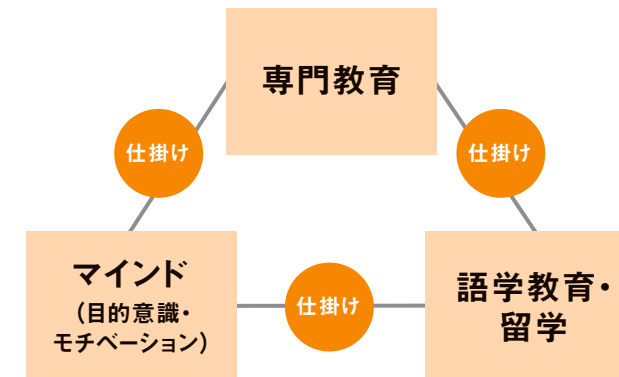 専門教育
仕掛け
仕掛け
マインド
(目的意識・
モチベーション)
仕掛け
語学教育・
留学